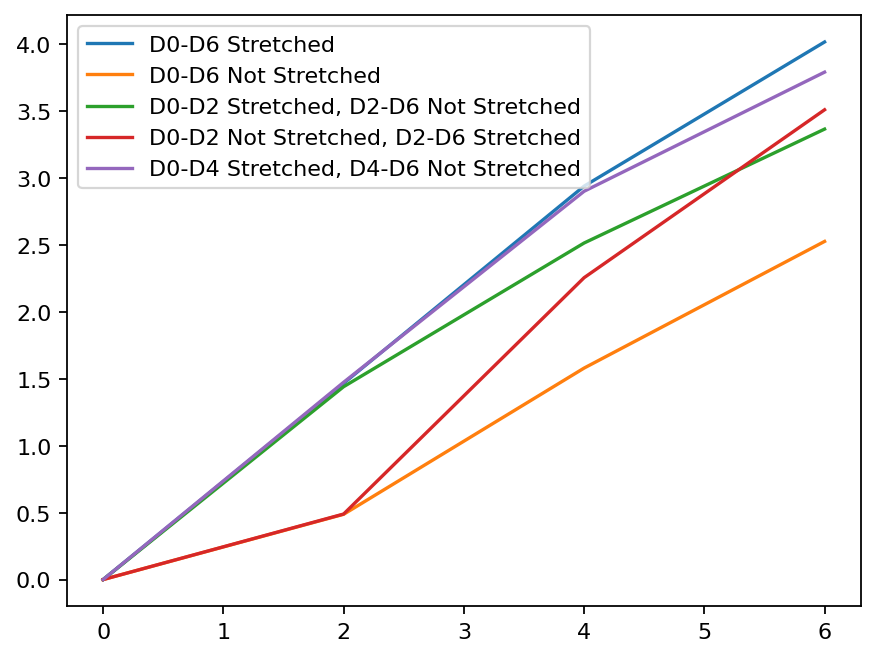 D0-D6 Stretched
D0-D6 Not Stretched
D0-D2 Stretched, D2-D6 Not Stretched
D0-D2 Not Stretched, D2-D6 Stretched
D0-D4 Stretched, D4-D6 Not Stretched
4.0
3.5
3.0
2.5
2.0
1.5
1.0
0.5
0.0
0 1 2 3 4 5 6